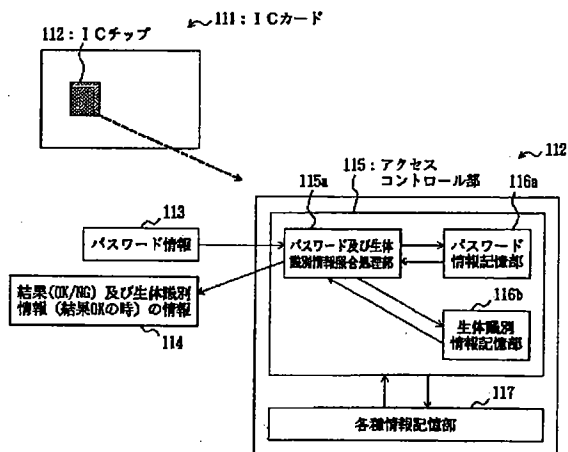 111：ＩＣカード
112：ＩＣチップ
112
115：アクセス
コントロール部
115a
116a
113
パスワード情報
パスワード及び生体
識別情報照合処理部
パスワード
情報記憶部
結果(OK/NG)及び生体識別
情報（結果OKの時）の情報
114
116b
生体識別
情報記憶部
117
各種情報記憶部